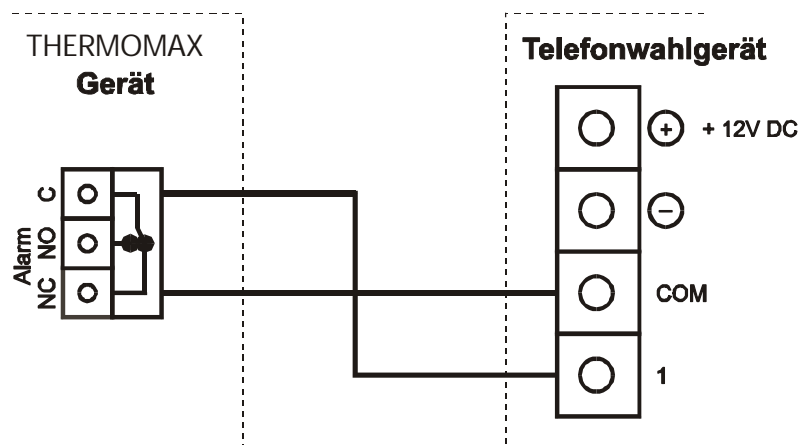 THERMOMAX
Gerät
Telefonwahlgerät
+ + 12V DC
−
COM
1
Alarm
C
NO
NC